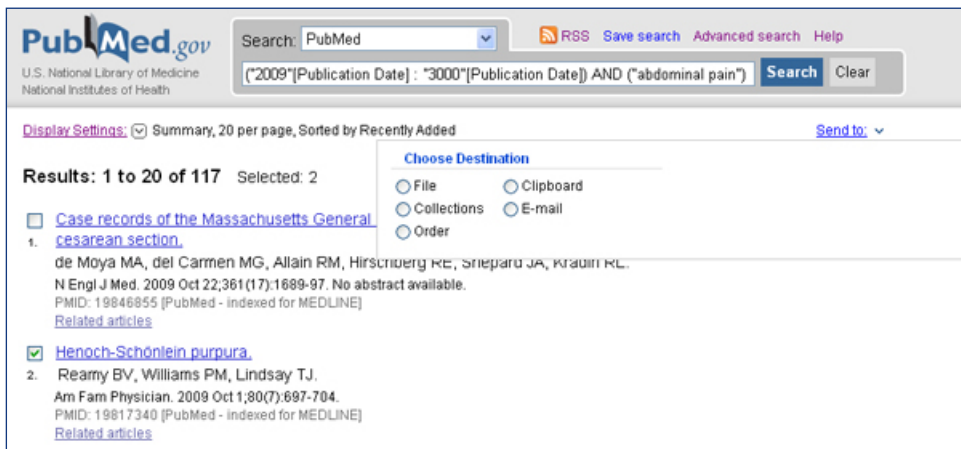 PubMed.gov
U.S. National Library of Medicine
National Institutes of Health
Search: PubMed
RSS Save search Advanced search Help
("2009"[Publication Date] : "3000"[Publication Date]) AND ("abdominal pain") Search Clear
Display Settings: Summary, 20 per page, Sorted by Recently Added Send to:
Choose Destination
File Clipboard
Collections E-mail
Order
Results: 1 to 20 of 117 Selected: 2
Case records of the Massachusetts General
1. cesarean section.
de Moya MA, del Carmen MG, Allain RM, Hirschberg RE, Shepard JA, Kradin RL.
N Engl J Med. 2009 Oct 22;361(17):1689-97. No abstract available.
PMID: 19846855 [PubMed - indexed for MEDLINE]
Related articles
Henoch-Schönlein purpura.
2. Reamy BV, Williams PM, Lindsay TJ.
Am Fam Physician. 2009 Oct 1;80(7):697-704.
PMID: 19817340 [PubMed - indexed for MEDLINE]
Related articles